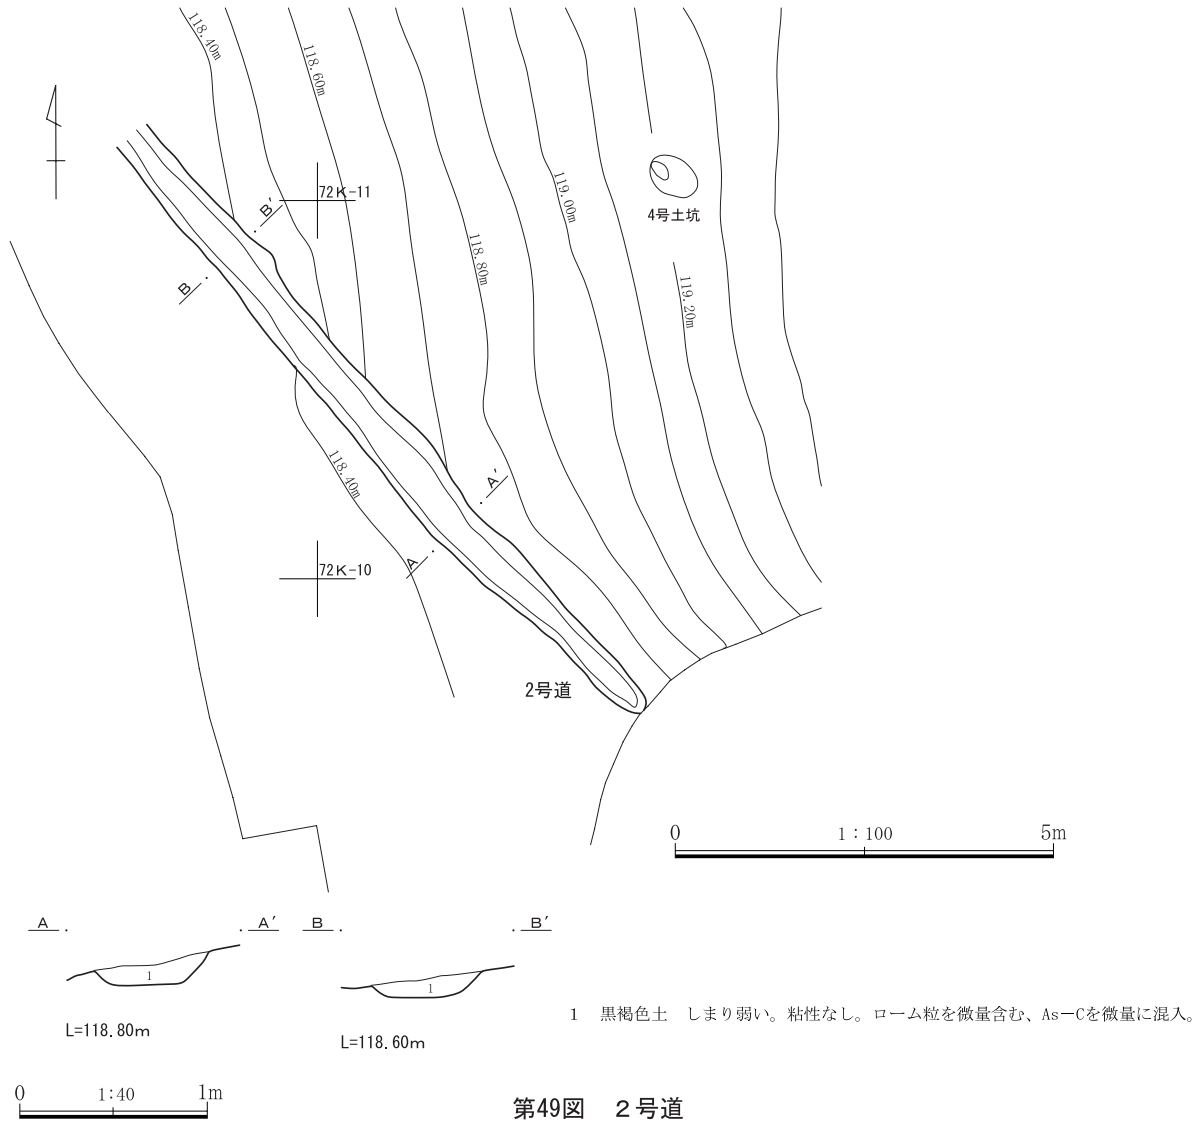 118.40m
118.60m
72K-11
B′
B
119.00m
4号土坑
118.80m
119.20m
118.40m
A′
A
72K-10
2号道
0 1：100 5m
A A′ B B′
1
1
L=118.80m
L=118.60m
1 黒褐色土 しまり弱い。粘性なし。ローム粒を微量含む、As－Cを微量に混入。
0 1:40 1m
第49図 2号道